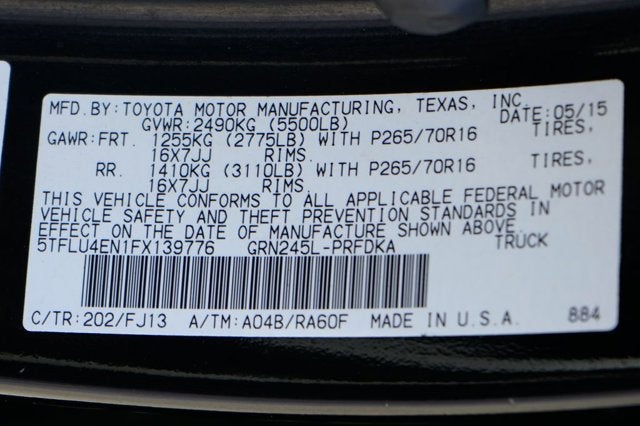 MFD.BY:TOYOTA MOTOR MANUFACTURING, TEXAS, INC. DATE:05/15
GVWR:2490KG (5500LB)
GAWR:FRT. 1255KG (2775LB) WITH P265/70R16 TIRES,
16X7JJ RIMS.
RR. 1410KG (3110LB) WITH P265/70R16 TIRES,
16X7JJ RIMS.
THIS VEHICLE CONFORMS TO ALL APPLICABLE FEDERAL MOTOR
VEHICLE SAFETY AND THEFT PREVENTION STANDARDS IN
EFFECT ON THE DATE OF MANUFACTURE SHOWN ABOVE.
5TFLU4EN1FX139776 GRN245L-PRFDKA TRUCK
C/TR:202/FJ13 A/TM:A04B/RA60F MADE IN U.S.A. 884